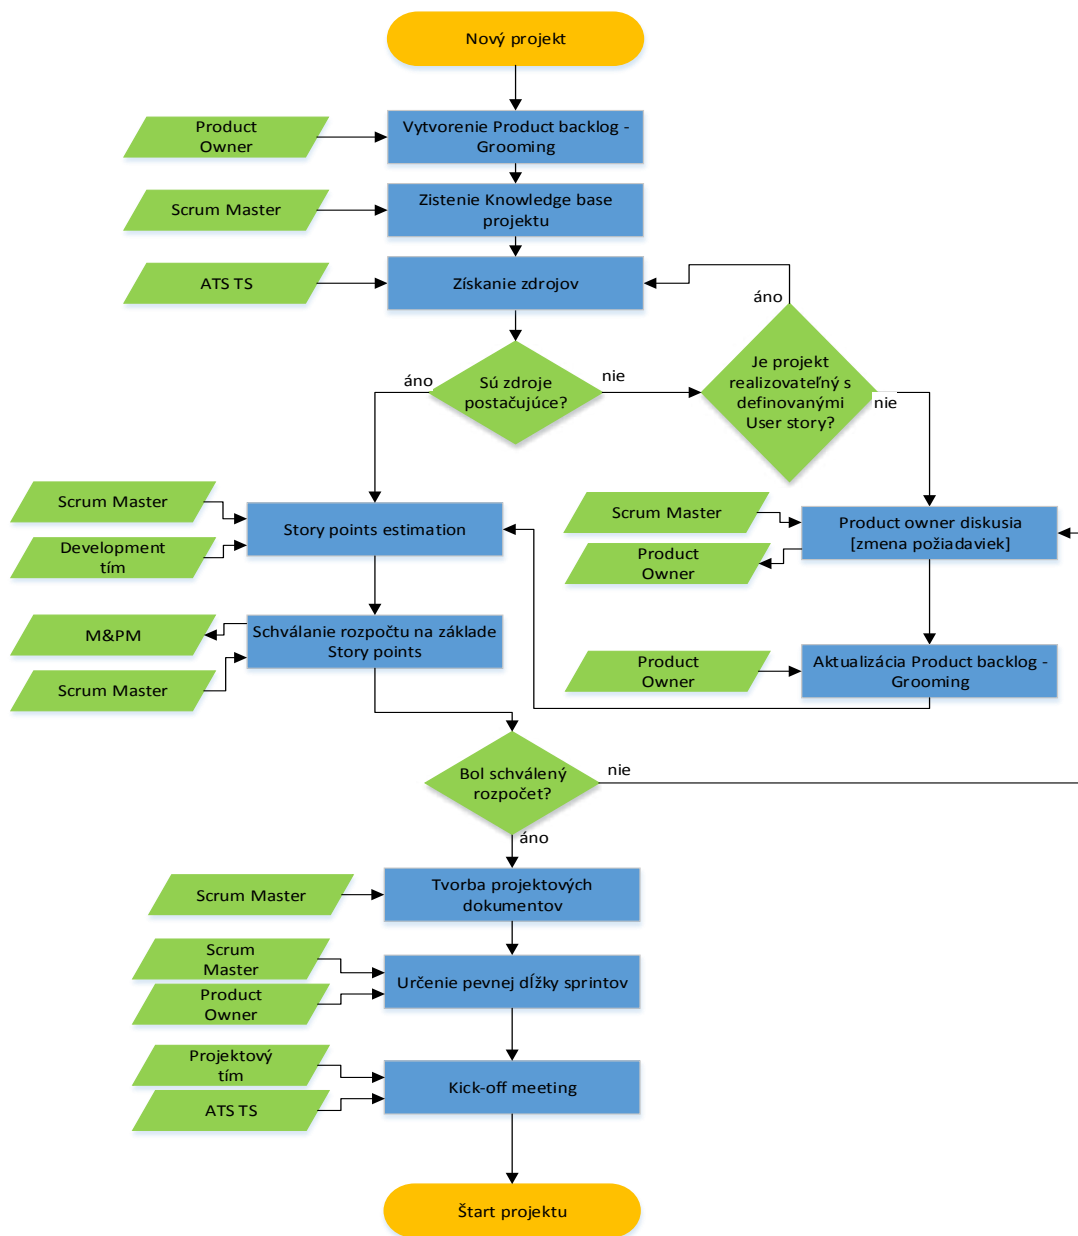 Nový projekt
Product
Owner
Vytvorenie Product backlog -
Grooming
Scrum Master
Zistenie Knowledge base
projektu
ATS TS
Získanie zdrojov
áno
Je projekt
realizovateľný s
definovanými
User story?
áno
Sú zdroje
postačujúce?
nie
nie
Scrum Master
Development
tím
Story points estimation
Scrum Master
Product
Owner
Product owner diskusia
[zmena požiadaviek]
M&PM
Scrum Master
Schválanie rozpočtu na základe
Story points
Product
Owner
Aktualizácia Product backlog -
Grooming
Bol schválený
rozpočet?
nie
áno
Scrum Master
Tvorba projektových
dokumentov
Scrum
Master
Product
Owner
Určenie pevnej dĺžky sprintov
Projektový
tím
ATS TS
Kick-off meeting
Štart projektu